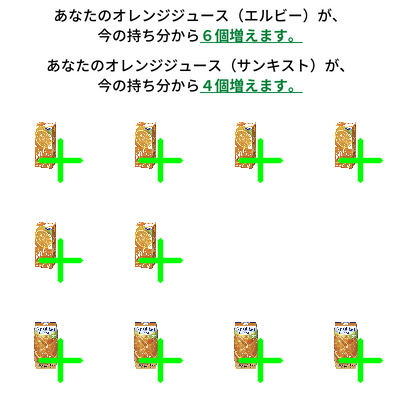 あなたのオレンジジュース（エルビー）が、
今の持ち分から６個増えます。
あなたのオレンジジュース（サンキスト）が、
今の持ち分から４個増えます。